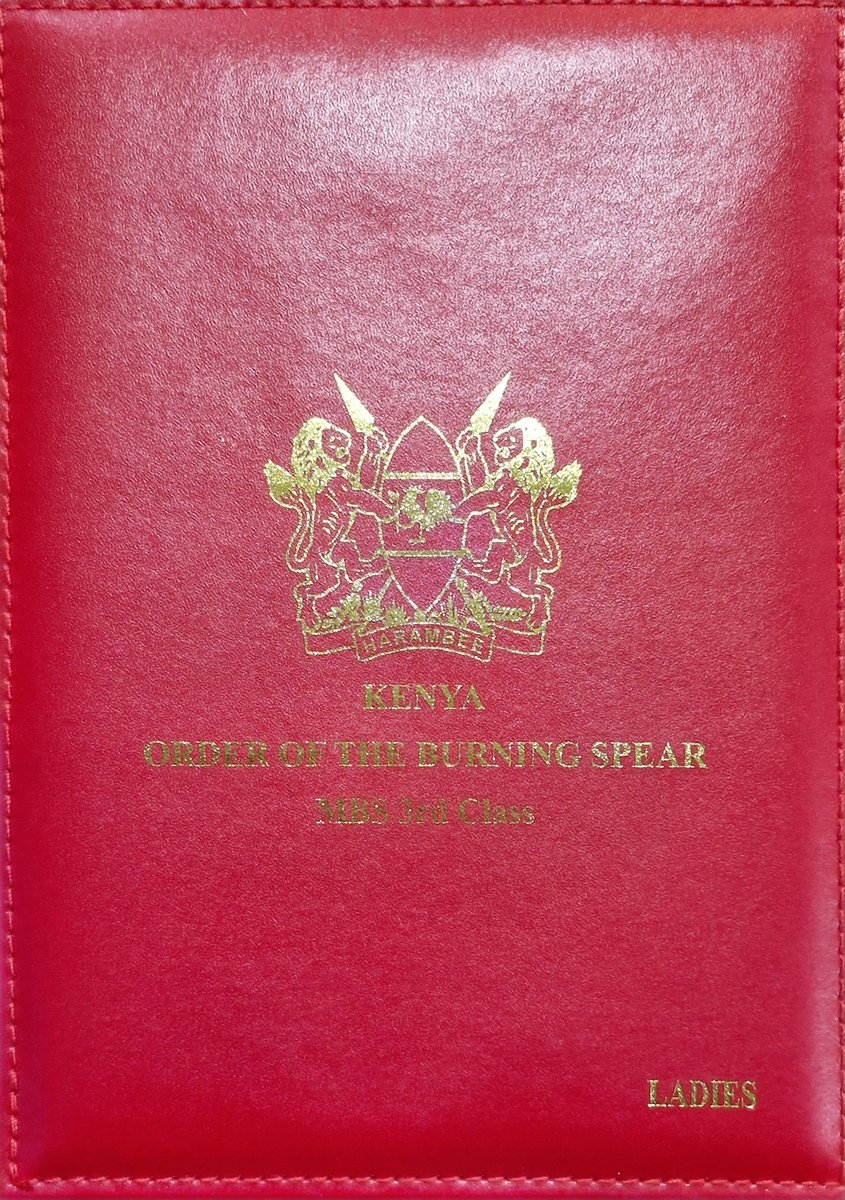 HARAMBEE
KENYA
ORDER OF THE BURNING SPEAR
MBS 3rd Class
LADIES